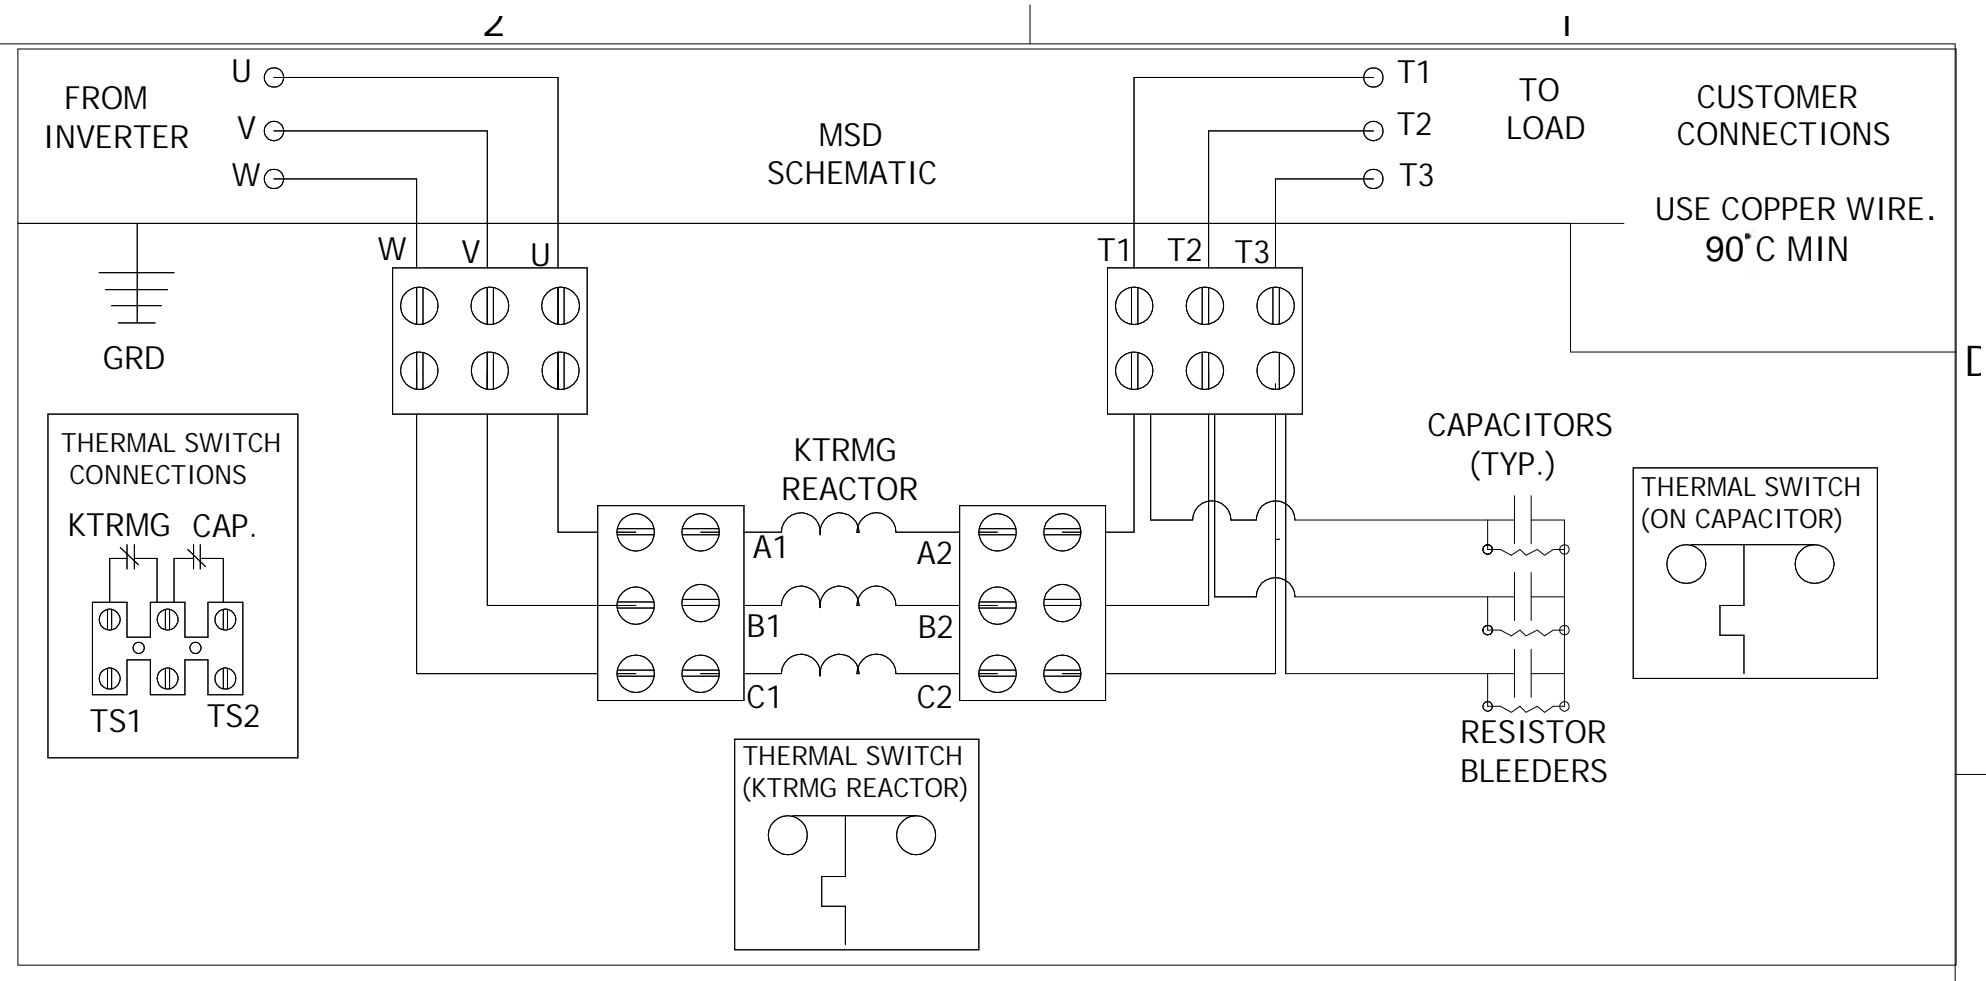 2
1
FROM
INVERTER
U
V
W
MSD
SCHEMATIC
T1
T2
T3
TO
LOAD
CUSTOMER
CONNECTIONS
USE COPPER WIRE.
90°C MIN
W V U
T1 T2 T3
GRD
THERMAL SWITCH
CONNECTIONS
KTRMG CAP.
TS1 TS2
KTRMG
REACTOR
A1 A2
B1 B2
C1 C2
CAPACITORS
(TYP.)
RESISTOR
BLEEDERS
THERMAL SWITCH
(ON CAPACITOR)
THERMAL SWITCH
(KTRMG REACTOR)